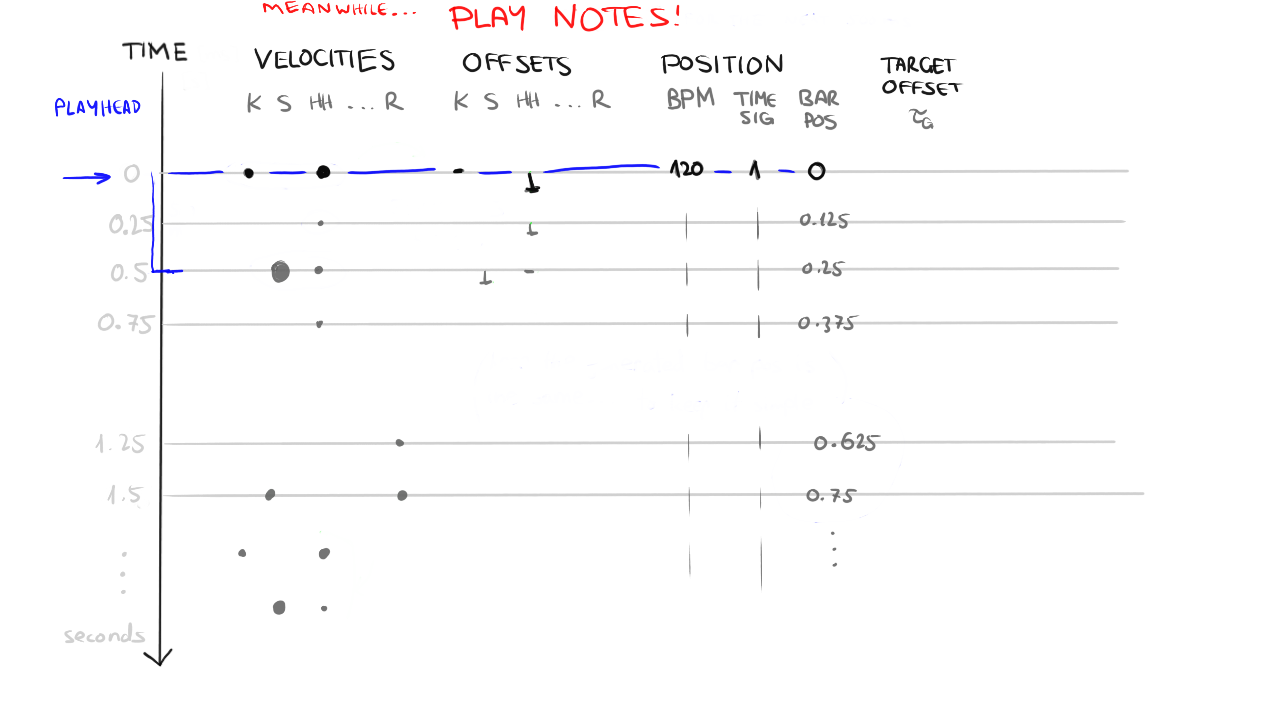 MEANWHILE... PLAY NOTES!
TIME VELOCITIES OFFSETS POSITION TARGET OFFSET
PLAYHEAD K S HH ... R K S HH ... R BPM TIME SIG BAR POS τG
0 120 1 0
0.25 0.125
0.5 0.25
0.75 0.375
1.25 0.625
1.5 0.75
seconds